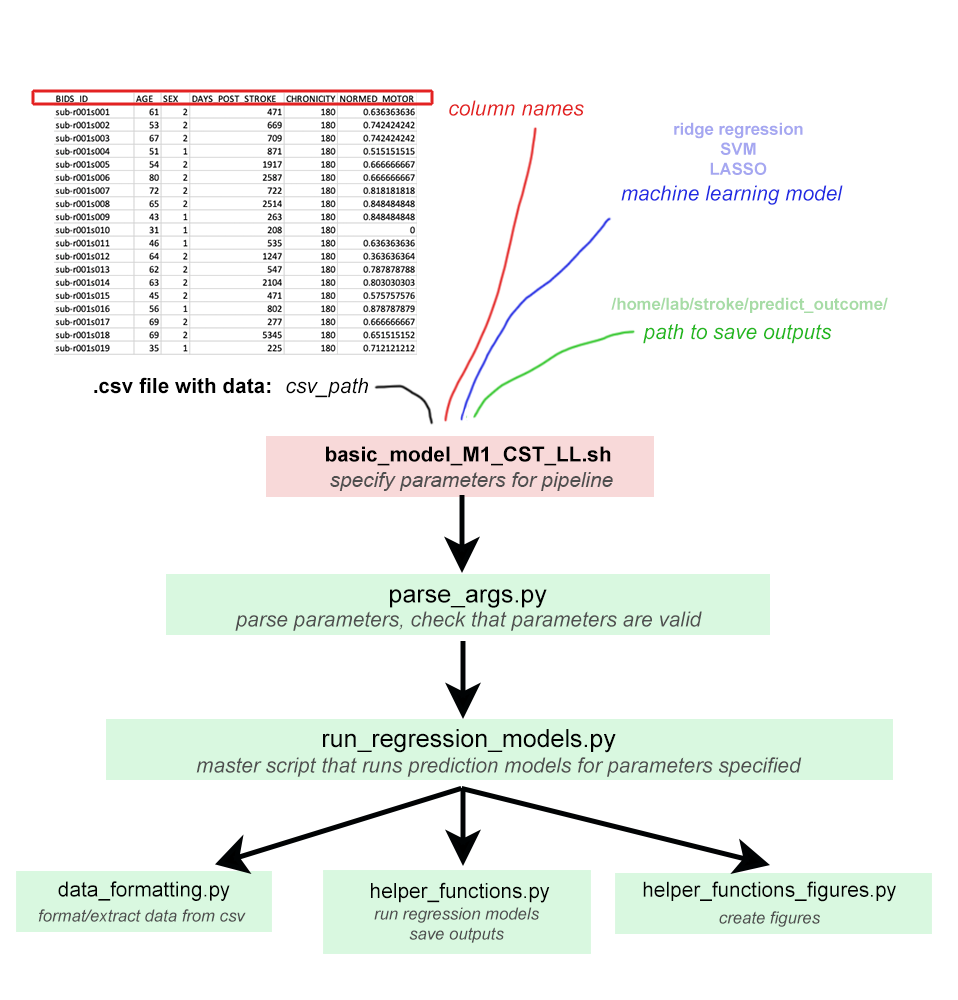 BIDS_ID AGE SEX DAYS_POST_STROKE CHRONICITY NORMED_MOTOR
sub-r001s001 61 2 471 180 0.636363636
sub-r001s002 53 2 669 180 0.742424242
sub-r001s003 67 2 709 180 0.742424242
sub-r001s004 51 1 871 180 0.515151515
sub-r001s005 54 2 1917 180 0.666666667
sub-r001s006 80 2 2587 180 0.666666667
sub-r001s007 72 2 722 180 0.818181818
sub-r001s008 65 2 2514 180 0.848484848
sub-r001s009 43 1 263 180 0.848484848
sub-r001s010 31 1 208 180 0
sub-r001s011 46 1 535 180 0.636363636
sub-r001s012 64 2 1247 180 0.363636364
sub-r001s013 62 2 547 180 0.787878788
sub-r001s014 63 2 2104 180 0.803030303
sub-r001s015 45 2 471 180 0.575757576
sub-r001s016 56 1 802 180 0.878787879
sub-r001s017 69 2 277 180 0.666666667
sub-r001s018 69 2 5345 180 0.651515152
sub-r001s019 35 1 225 180 0.712121212
column names
ridge regression
SVM
LASSO
machine learning model
/home/lab/stroke/predict_outcome/
path to save outputs
.csv file with data: csv_path
basic_model_M1_CST_LL.sh
specify parameters for pipeline
parse_args.py
parse parameters, check that parameters are valid
run_regression_models.py
master script that runs prediction models for parameters specified
data_formatting.py
format/extract data from csv
helper_functions.py
run regression models
save outputs
helper_functions_figures.py
create figures